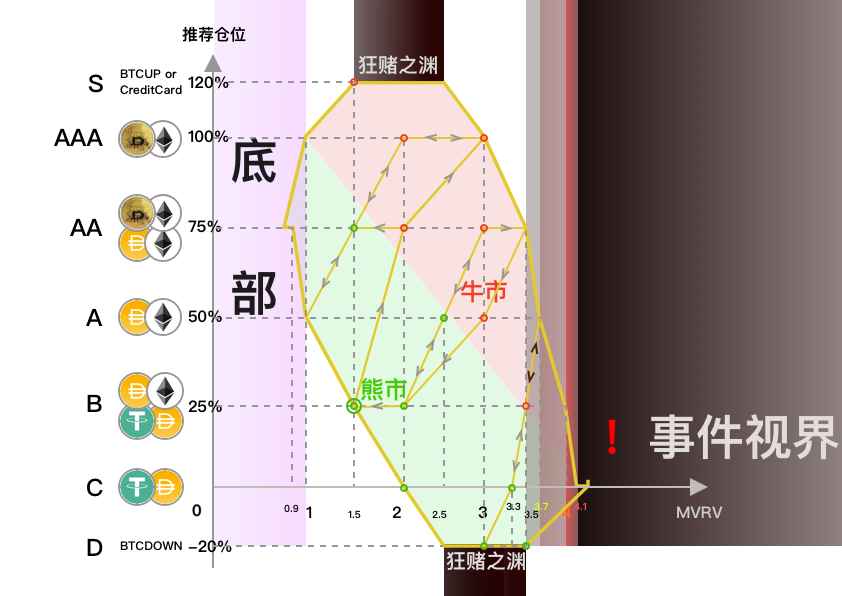 推荐仓位
狂赌之渊
S BTCUP or CreditCard 120%
AAA 100%
底
AA 75%
部
牛市
A 50%
熊市
B 25%
! 事件视界
C
0 0.9 1 1.5 2 2.5 3 3.3 3.5 3.7 4 4.1
MVRV
D BTCDOWN -20%
狂赌之渊